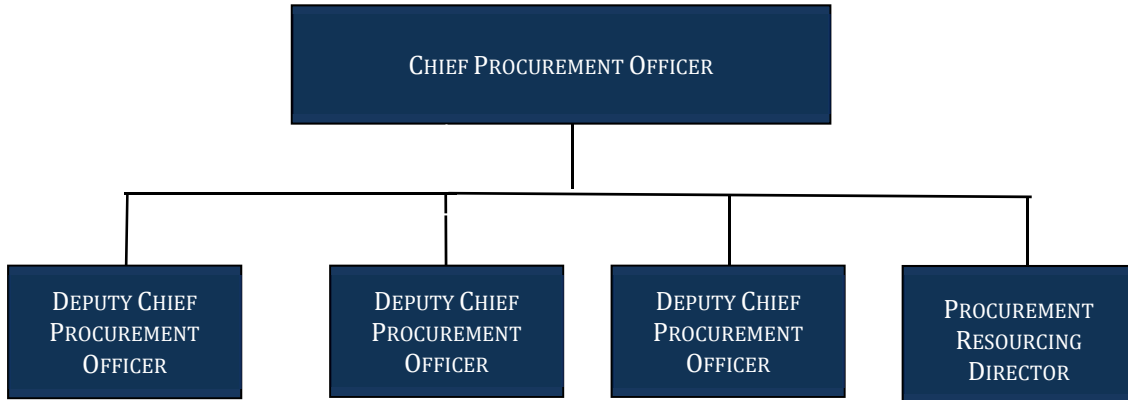 CHIEF PROCUREMENT OFFICER
DEPUTY CHIEF
PROCUREMENT
OFFICER
DEPUTY CHIEF
PROCUREMENT
OFFICER
DEPUTY CHIEF
PROCUREMENT
OFFICER
PROCUREMENT
RESOURCING
DIRECTOR